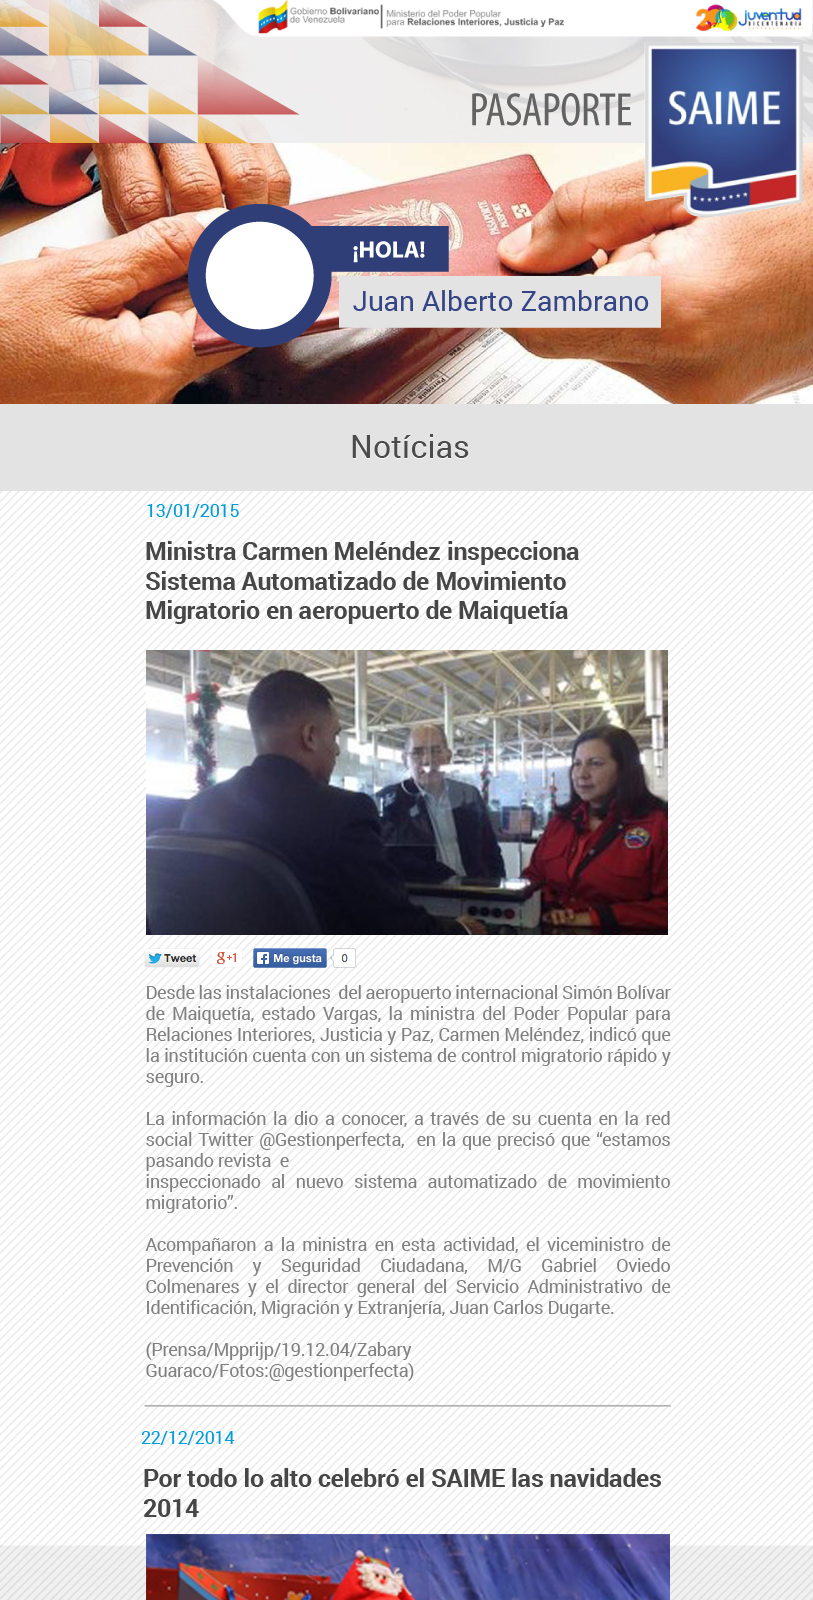 Gobierno Bolivariano
de Venezuela
Ministerio del Poder Popular
para Relaciones Interiores, Justicia y Paz
200 juventud
BICENTENARIA
PASAPORTE
SAIME
PASAPORTE
¡HOLA!
Juan Alberto Zambrano
Notícias
13/01/2015
Ministra Carmen Meléndez inspecciona
Sistema Automatizado de Movimiento
Migratorio en aeropuerto de Maiquetía
Tweet
g+1
Me gusta
0
Desde las instalaciones del aeropuerto internacional Simón Bolívar
de Maiquetía, estado Vargas, la ministra del Poder Popular para
Relaciones Interiores, Justicia y Paz, Carmen Meléndez, indicó que
la institución cuenta con un sistema de control migratorio rápido y
seguro.
La información la dio a conocer, a través de su cuenta en la red
social Twitter @Gestionperfecta, en la que precisó que “estamos
pasando revista e
inspeccionado al nuevo sistema automatizado de movimiento
migratorio”.
Acompañaron a la ministra en esta actividad, el viceministro de
Prevención y Seguridad Ciudadana, M/G Gabriel Oviedo
Colmenares y el director general del Servicio Administrativo de
Identificación, Migración y Extranjería, Juan Carlos Dugarte.
(Prensa/Mpprijp/19.12.04/Zabary
Guaraco/Fotos:@gestionperfecta)
22/12/2014
Por todo lo alto celebró el SAIME las navidades
2014